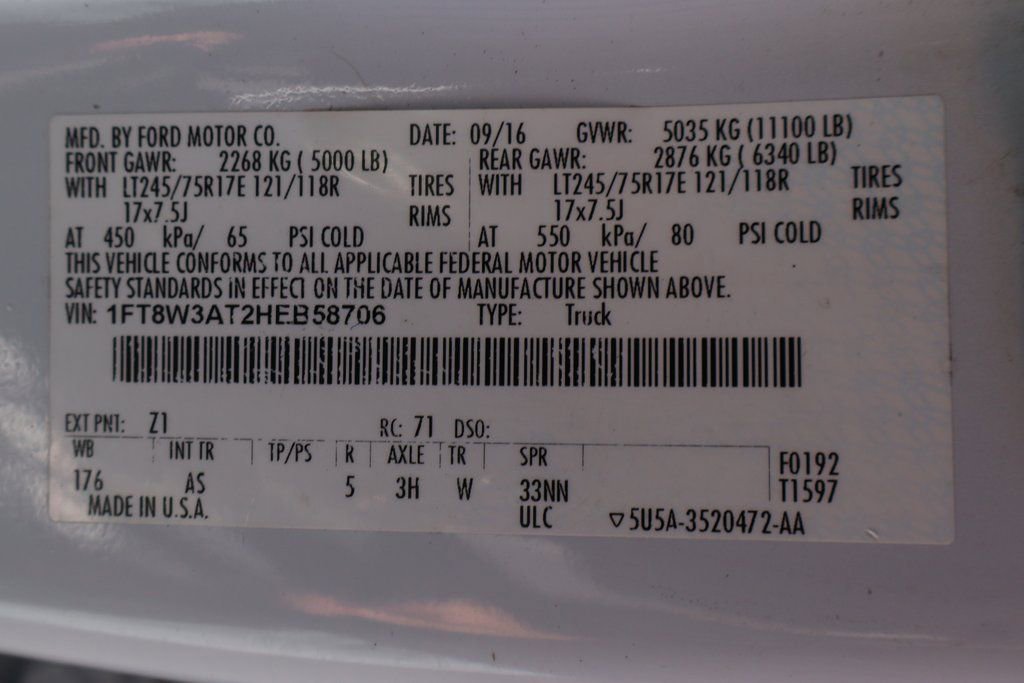 MFD. BY FORD MOTOR CO. DATE: 09/16 GVWR: 5035 KG (11100 LB)
FRONT GAWR: 2268 KG ( 5000 LB) REAR GAWR: 2876 KG ( 6340 LB)
WITH LT245/75R17E 121/118R TIRES WITH LT245/75R17E 121/118R TIRES
17x7.5J RIMS 17x7.5J RIMS
AT 450 kPa/ 65 PSI COLD AT 550 kPa/ 80 PSI COLD
THIS VEHICLE CONFORMS TO ALL APPLICABLE FEDERAL MOTOR VEHICLE
SAFETY STANDARDS IN EFFECT ON THE DATE OF MANUFACTURE SHOWN ABOVE.
VIN: 1FT8W3AT2HEB58706 TYPE: Truck
EXT PNT: Z1 RC: 71 DSO:
WB INT TR TP/PS R AXLE TR SPR F0192
176 AS 5 3H W 33NN T1597
MADE IN U.S.A. ULC ▽5U5A-3520472-AA